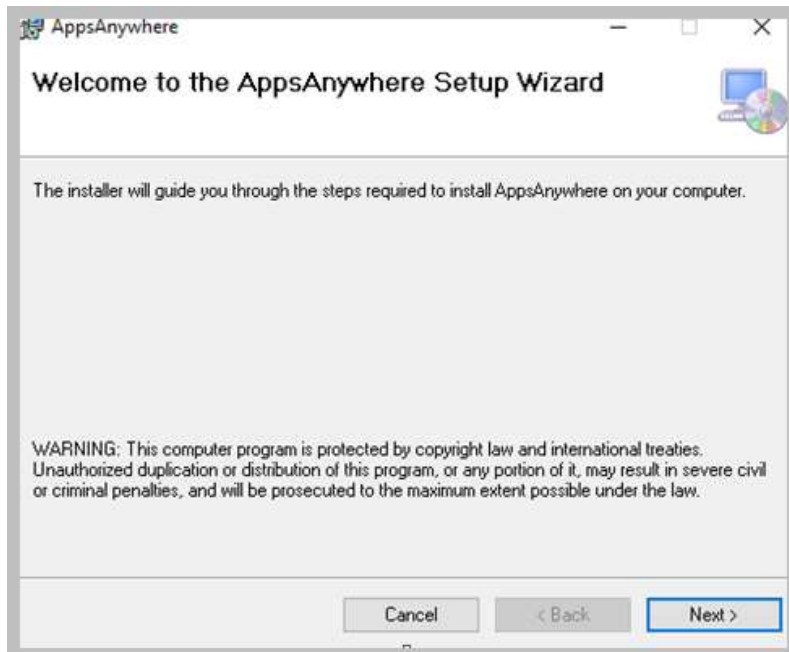 AppsAnywhere
Welcome to the AppsAnywhere Setup Wizard
The installer will guide you through the steps required to install AppsAnywhere on your computer.
WARNING: This computer program is protected by copyright law and international treaties.
Unauthorized duplication or distribution of this program, or any portion of it, may result in severe civil
or criminal penalties, and will be prosecuted to the maximum extent possible under the law.
Cancel
< Back
Next >